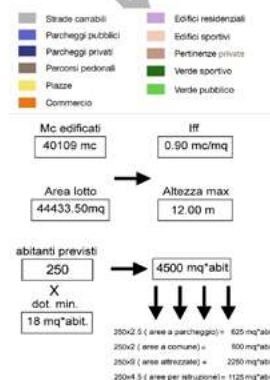 Strade carrabili
Parcheggi pubblici
Parcheggi privati
Percorsi pedonali
Piazze
Commercio
Edifici residenziali
Edifici sportivi
Pertinenze private
Verde sportivo
Verde pubblico
Mc edificati
40109 mc
Iff
0.90 mc/mq
Area lotto
44433.50mq
Altezza max
12.00 m
abitanti previsti
250
X
dot. min.
18 mq*abit.
4500 mq*abit
250x2.5 ( aree a parcheggio)= 625 mq*abit
250x2 ( aree a comune)= 500 mq*abit
250x9 ( aree attrezzate) = 2250 mq*abit
250x4.5 ( aree per istruzione)= 1125 mq*abit